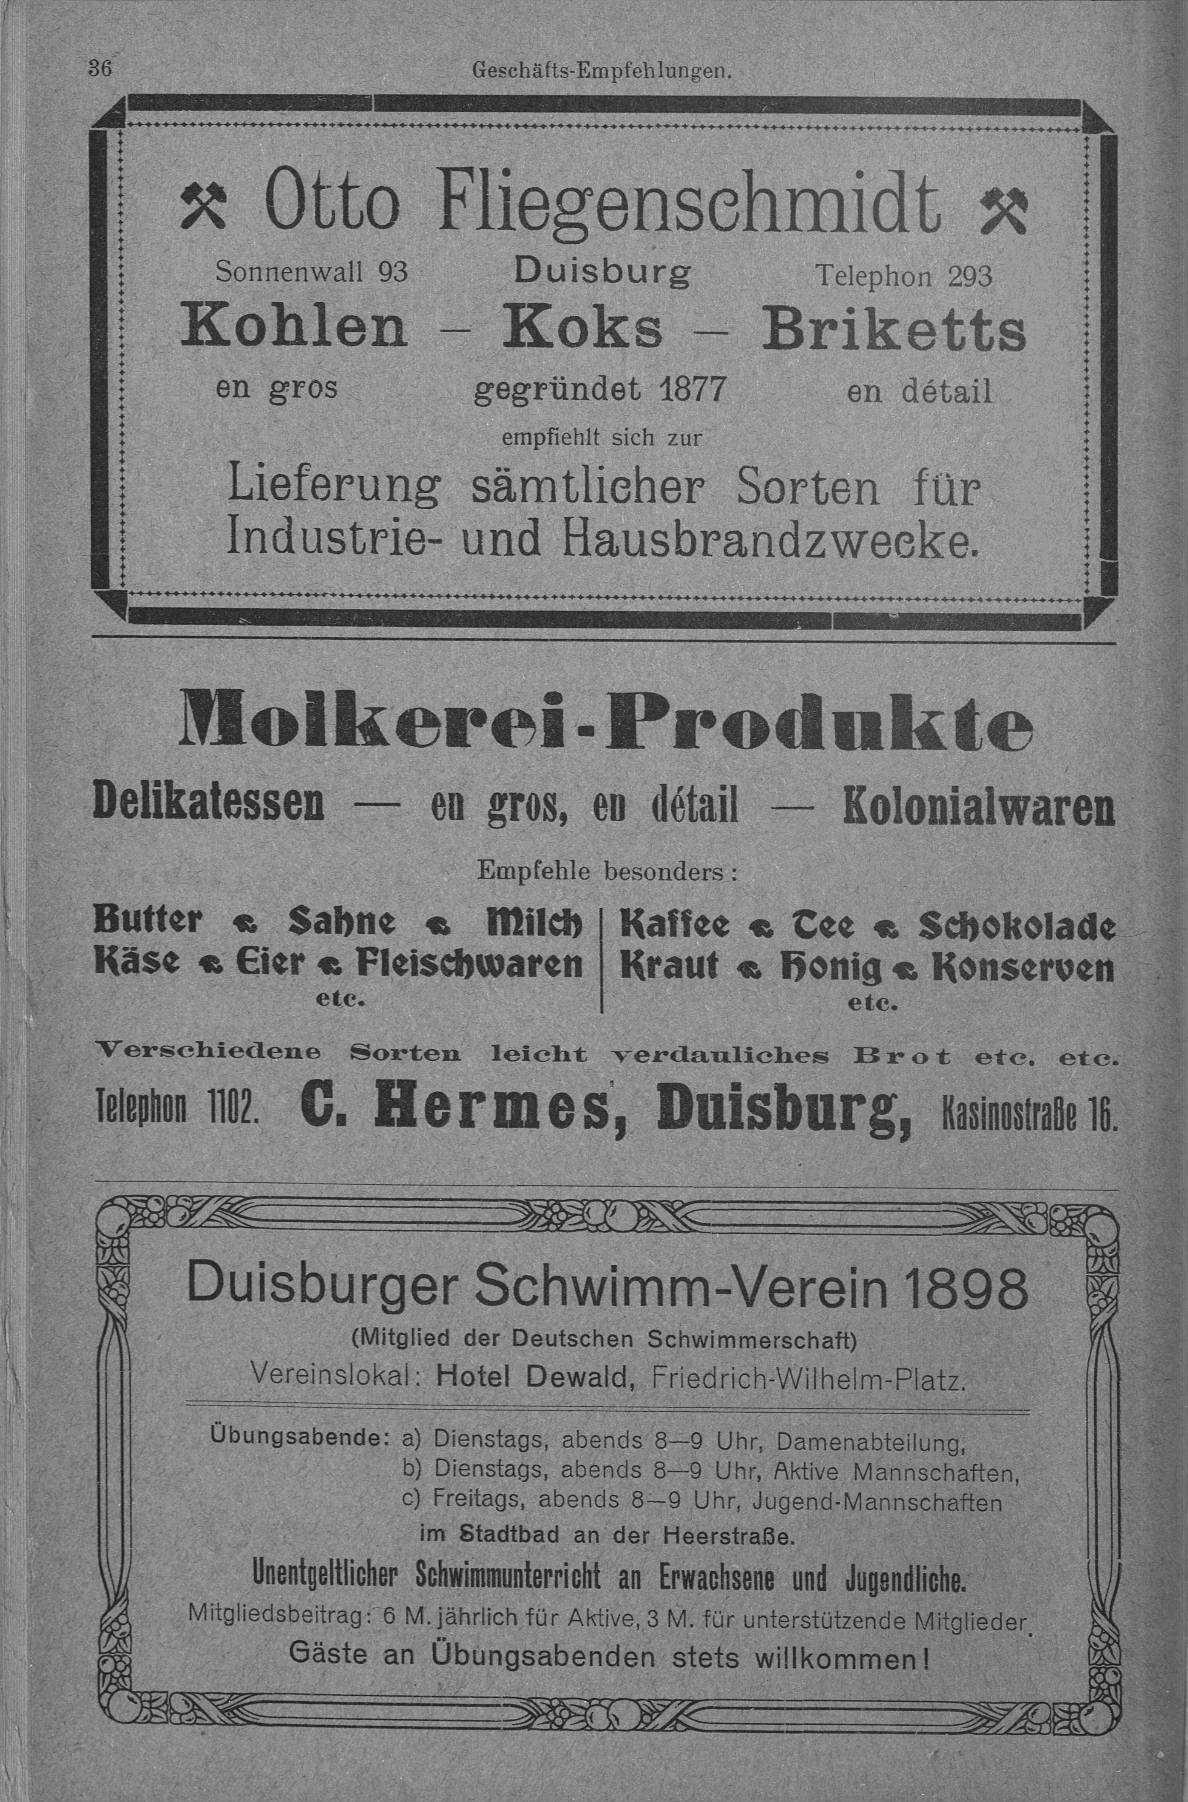 36
Geschäfts-Empfehlungen.
Otto Fliegenschmidt
Sonnenwall 93 Duisburg Telephon 293
Kohlen – Koks – Briketts
en gros gegründet 1877 en détail
empfiehlt sich zur
Lieferung sämtlicher Sorten für
Industrie- und Hausbrandzwecke.
Molkerei-Produkte
Delikatessen — en gros, en détail — Kolonialwaren
Empfehle besonders:
Butter Sahne Milch
Käse Eier Fleischwaren
etc.
Kaffee Tee Schokolade
Kraut Honig Konserven
etc.
Verschiedene Sorten leicht verdauliches Brot etc. etc.
Telephon 1102. C. Hermes, Duisburg, Kasinostraße 16.
Duisburger Schwimm-Verein 1898
(Mitglied der Deutschen Schwimmerschaft)
Vereinslokal: Hotel Dewald, Friedrich-Wilhelm-Platz.
Übungsabende: a) Dienstags, abends 8—9 Uhr, Damenabteilung,
b) Dienstags, abends 8—9 Uhr, Aktive Mannschaften,
c) Freitags, abends 8—9 Uhr, Jugend-Mannschaften
im Stadtbad an der Heerstraße.
Unentgeltlicher Schwimmunterricht an Erwachsene und Jugendliche.
Mitgliedsbeitrag: 6 M. jährlich für Aktive, 3 M. für unterstützende Mitglieder.
Gäste an Übungsabenden stets willkommen!